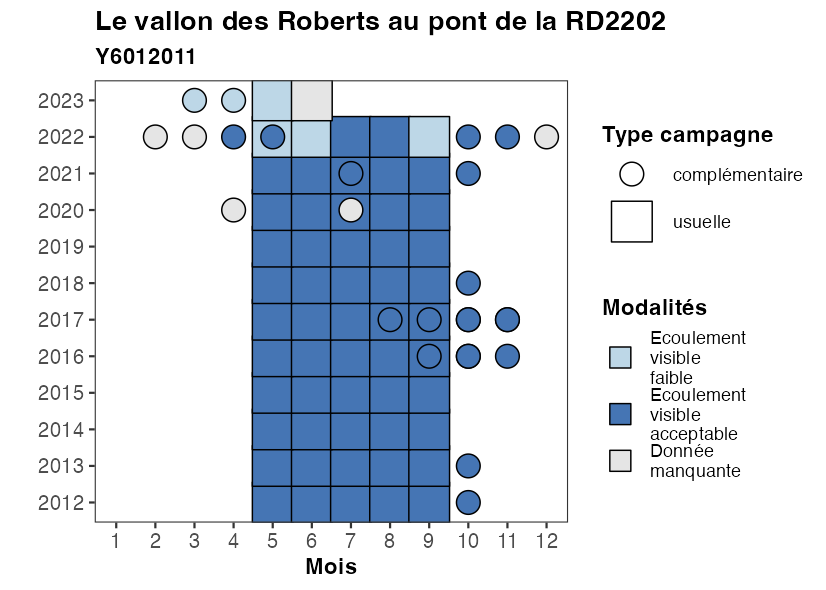 Le vallon des Roberts au pont de la RD2202
Y6012011
2023
2022
2021
2020
2019
2018
2017
2016
2015
2014
2013
2012
1 2 3 4 5 6 7 8 9 10 11 12
Mois
Type campagne
complémentaire
usuelle
Modalités
Ecoulement
visible
faible
Ecoulement
visible
acceptable
Donnée
manquante